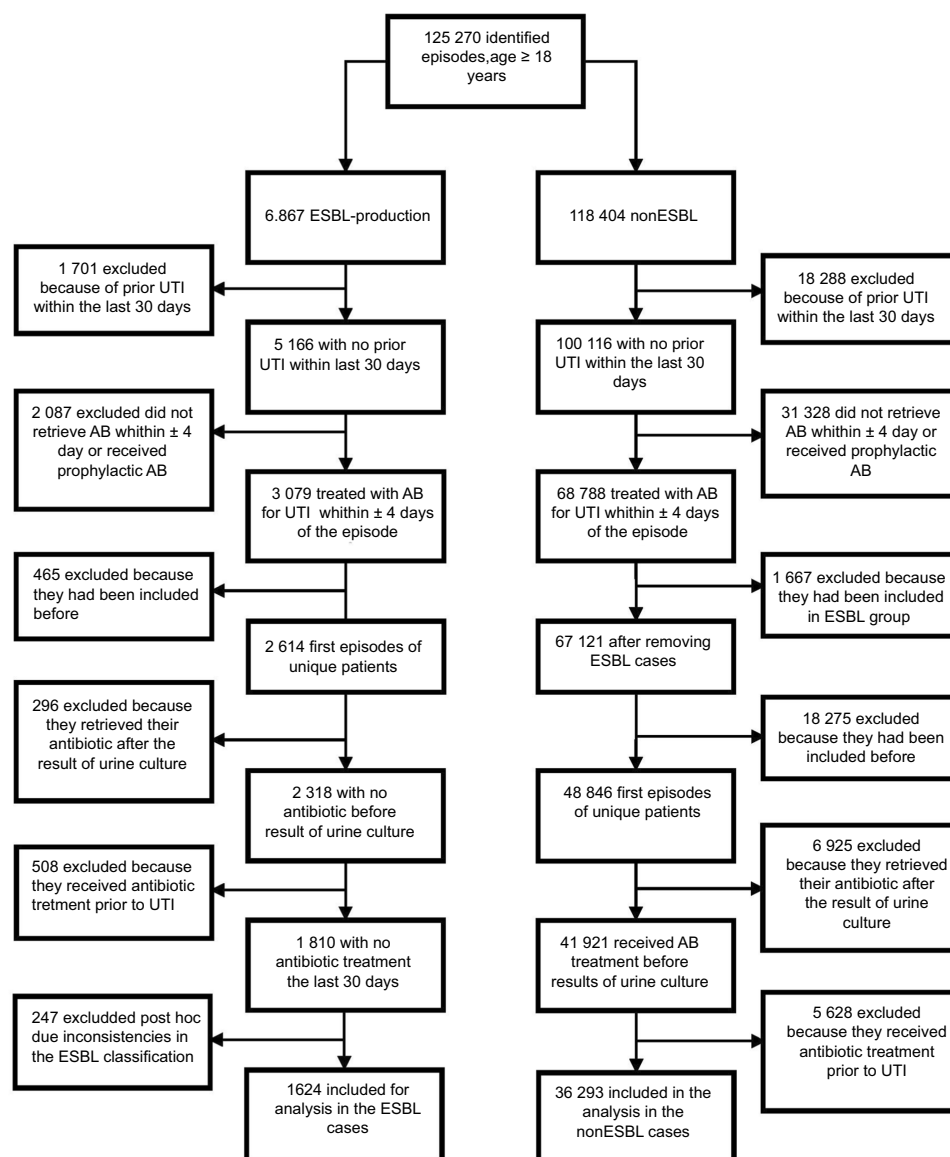 125 270 identified
episodes,age ≥ 18
years
6.867 ESBL-production
118 404 nonESBL
1 701 excluded
because of prior UTI
within the last 30 days
18 288 excluded
becouse of prior UTI
within the last 30 days
5 166 with no prior
UTI within last 30 days
100 116 with no prior
UTI within the last 30
days
2 087 excluded did not
retrieve AB whithin ± 4
day or received
prophylactic AB
31 328 did not retrieve
AB whithin ± 4 day or
received prophylactic
AB
3 079 treated with AB
for UTI whithin ± 4 days
of the episode
68 788 treated with AB
for UTI whithin ± 4 days
of the episode
465 excluded because
they had been included
before
1 667 excluded because
they had been included
in ESBL group
2 614 first episodes of
unique patients
67 121 after removing
ESBL cases
296 excluded because
they retrieved their
antibiotic after the
result of urine culture
18 275 excluded
because they had been
included before
2 318 with no
antibiotic before
result of urine culture
48 846 first episodes
of unique patients
508 excluded because
they received antibiotic
tretment prior to UTI
6 925 excluded
because they retrieved
their antibiotic after
the result of urine
culture
1 810 with no
antibiotic treatment
the last 30 days
41 921 received AB
treatment before
results of urine culture
247 excludded post hoc
due inconsistencies in
the ESBL classification
5 628 excluded
because they received
antibiotic treatment
prior to UTI
1624 included for
analysis in the ESBL
cases
36 293 included in the
analysis in the
nonESBL cases